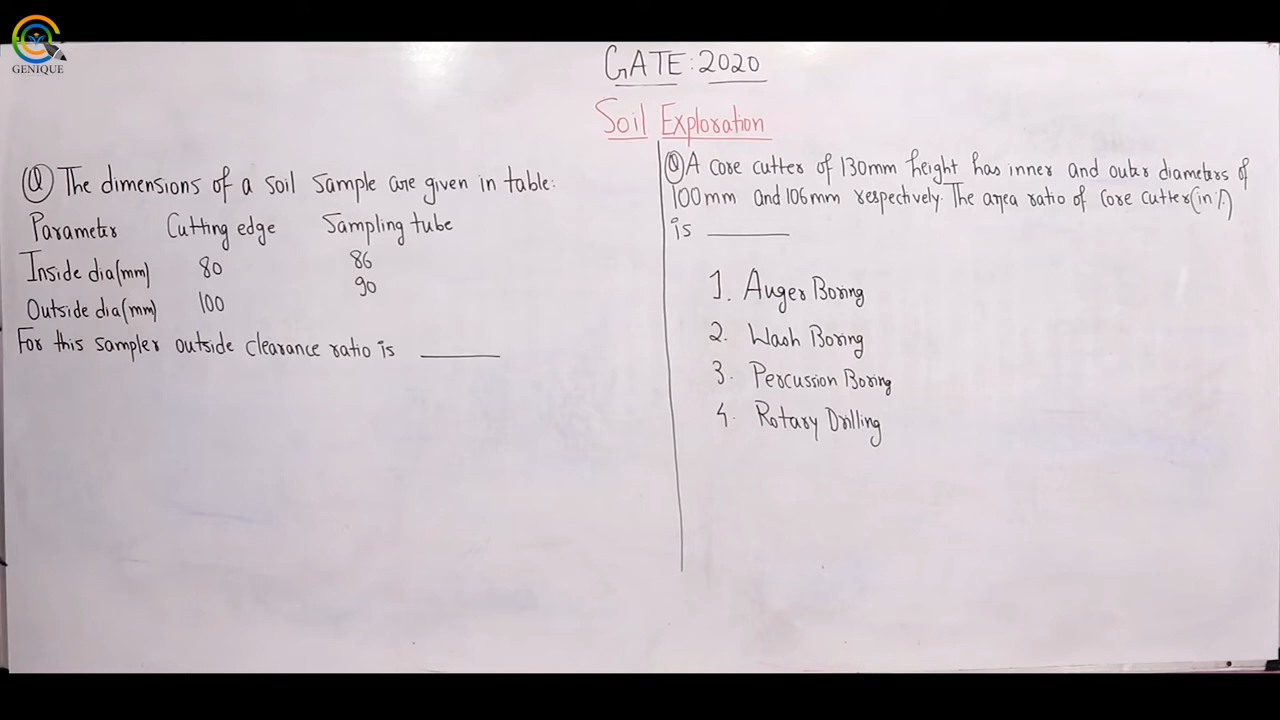 GENIQUE
GATE: 2020
Soil Exploration
Q The dimensions of a soil sample are given in table:
Parameter Cutting edge Sampling tube
Inside dia(mm) 80 86
Outside dia(mm) 100 90
For this sampler outside clearance ratio is ______
Q A core cutter of 130mm height has inner and outer diameters of
100mm and 106mm respectively. The area ratio of core cutter(in %)
is ______
1. Auger Boring
2. Wash Boring
3. Percussion Boring
4. Rotary Drilling